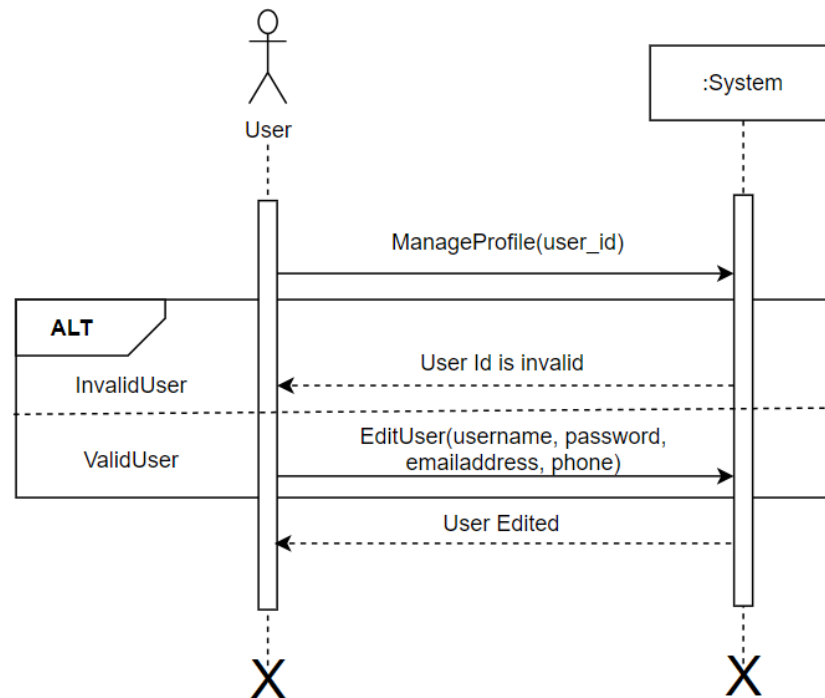 User
:System
ManageProfile(user_id)
ALT
User Id is invalid
InvalidUser
EditUser(username, password,
emailaddress, phone)
ValidUser
User Edited
X
X